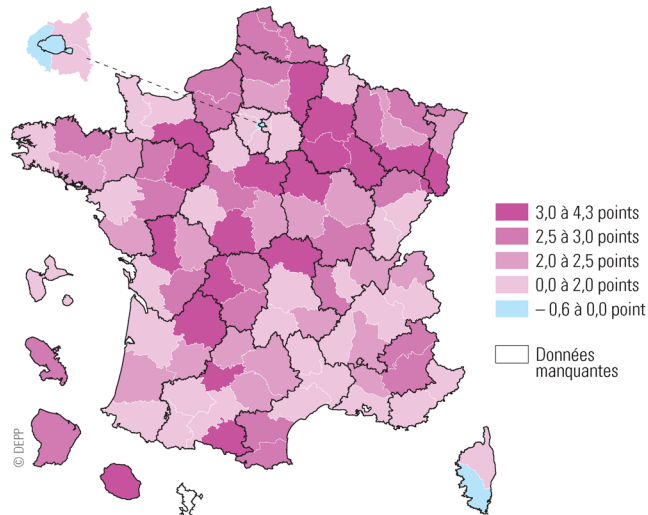 3,0 à 4,3 points
2,5 à 3,0 points
2,0 à 2,5 points
0,0 à 2,0 points
– 0,6 à 0,0 point
Données
manquantes
© DEPP